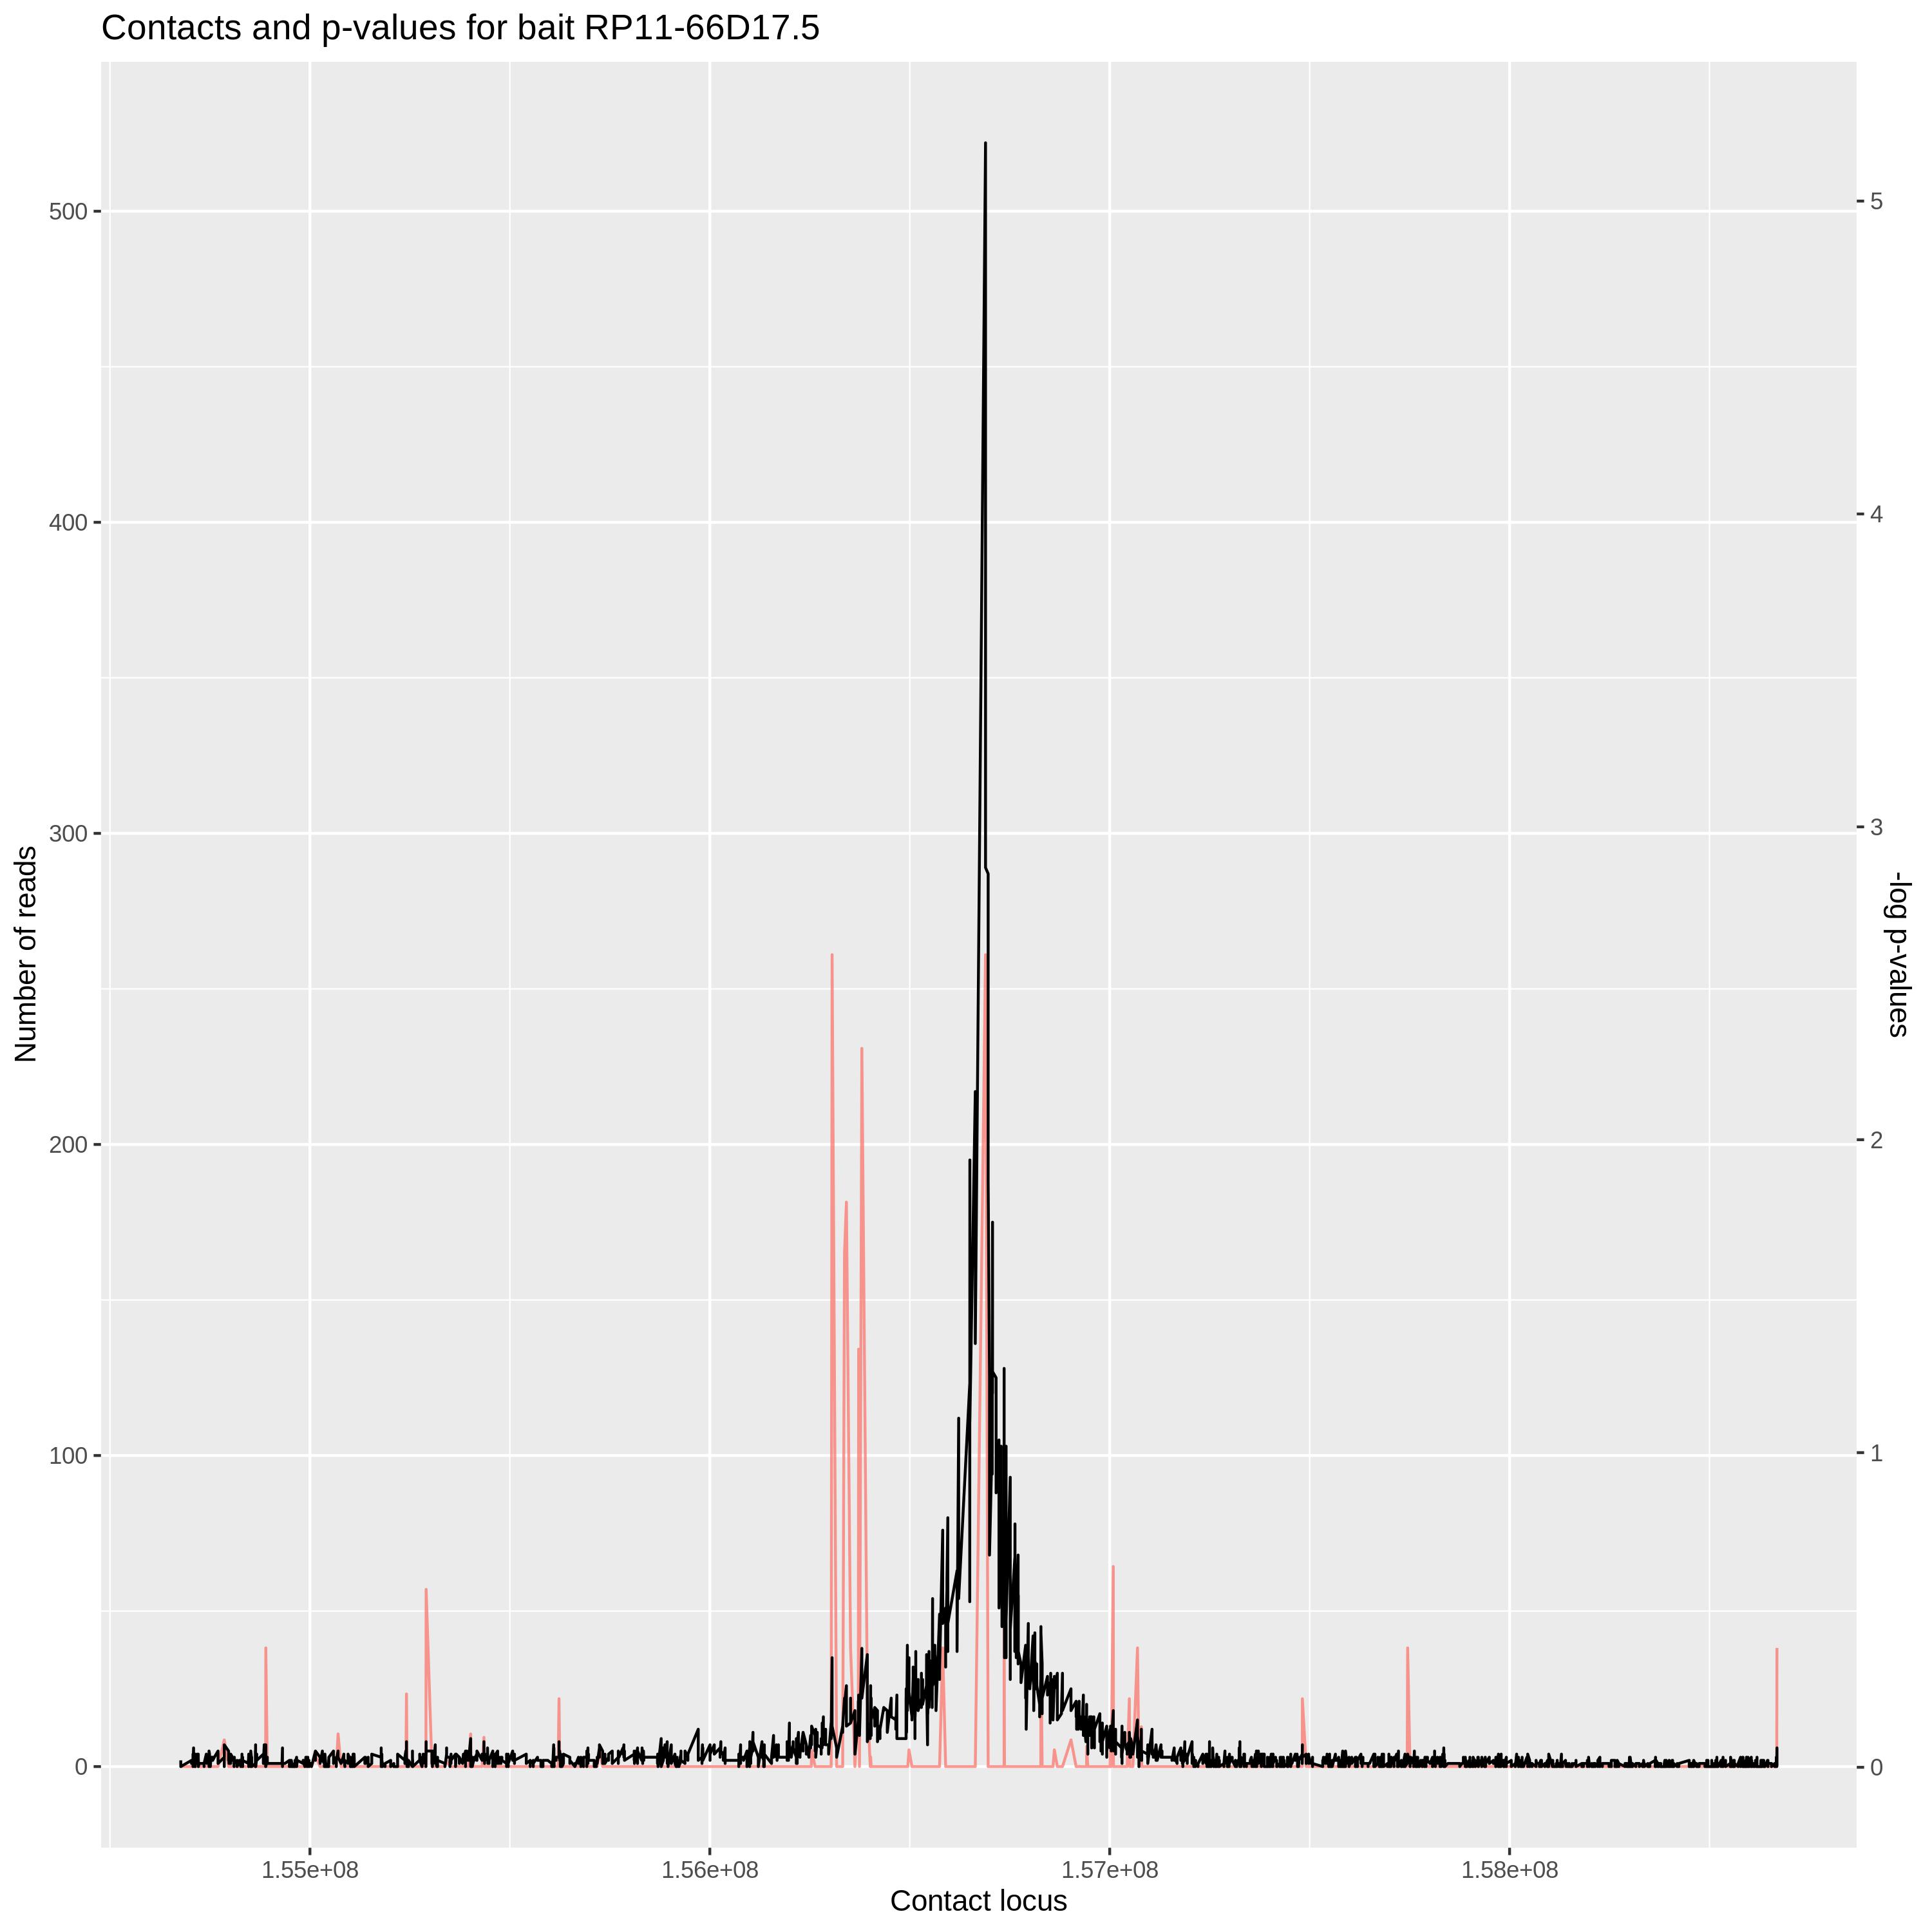 Contacts and p-values for bait RP11-66D17.5
500
400
300
200
100
0
Number of reads
5
4
3
2
1
0
-log p-values
1.55e+08 1.56e+08 1.57e+08 1.58e+08
Contact locus